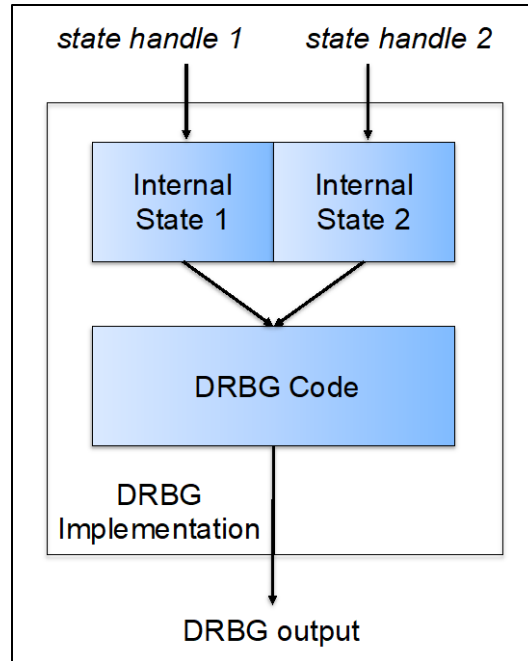 state handle 1
state handle 2
Internal
State 1
Internal
State 2
DRBG Code
DRBG
Implementation
DRBG output